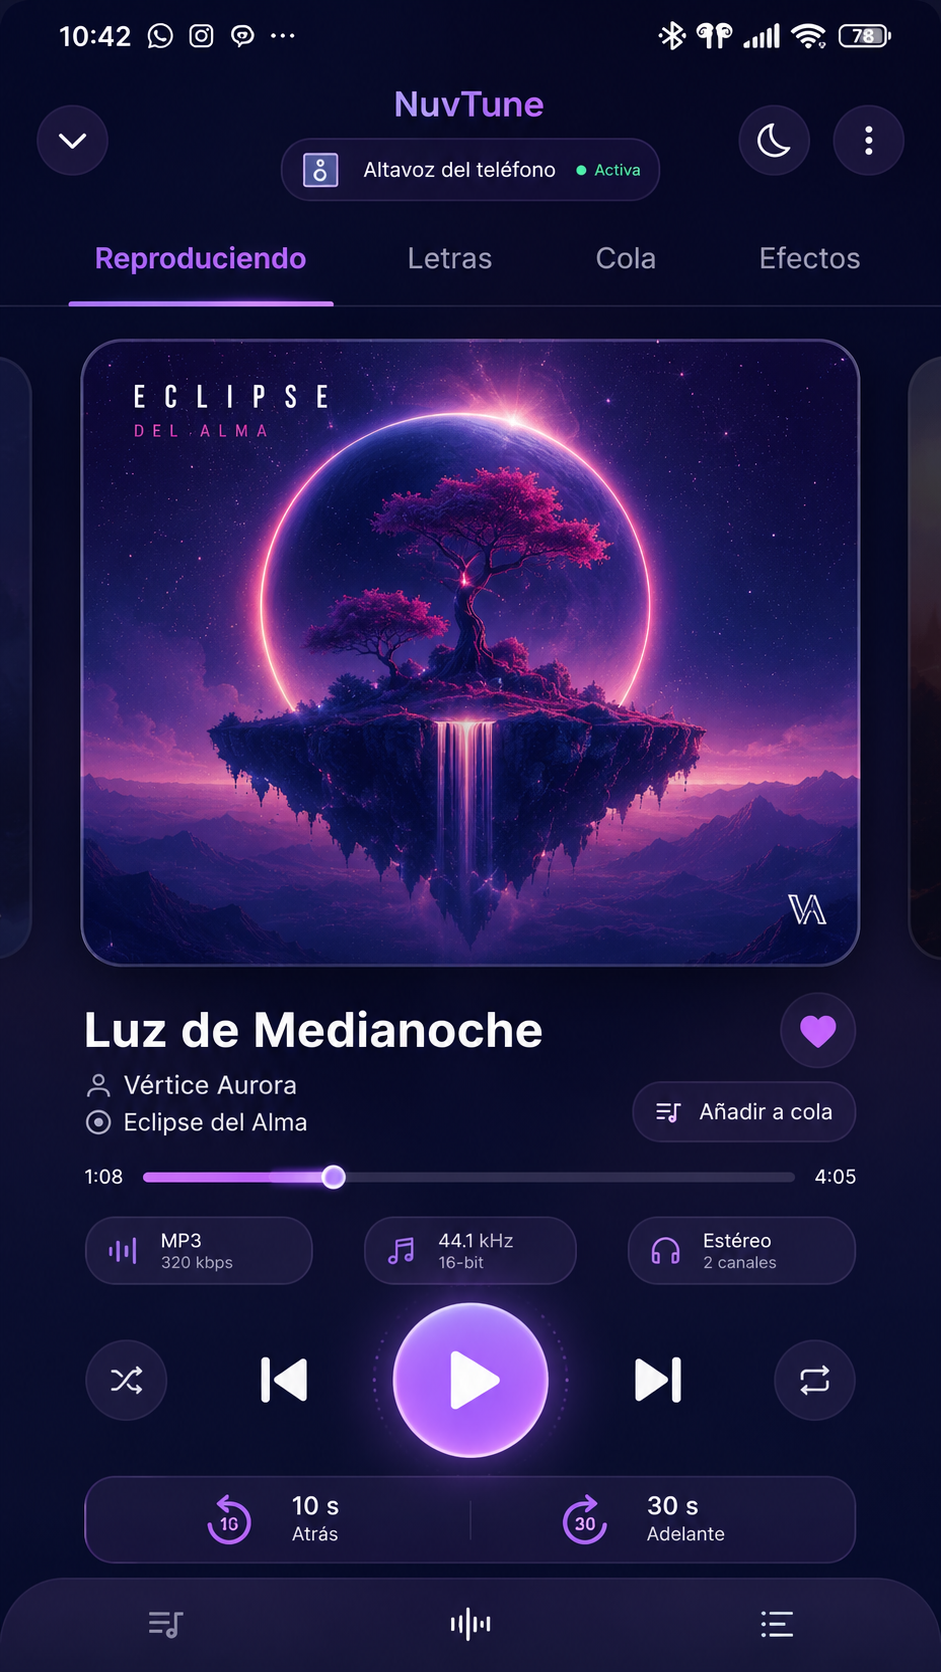 10:42
78
NuvTune
Altavoz del teléfono
Activa
Reproduciendo
Letras
Cola
Efectos
ECLIPSE
DEL ALMA
VA
Luz de Medianoche
Vértice Aurora
Eclipse del Alma
Añadir a cola
1:08
4:05
MP3
320 kbps
44.1 kHz
16-bit
Estéreo
2 canales
10 s
Atrás
30
30 s
Adelante